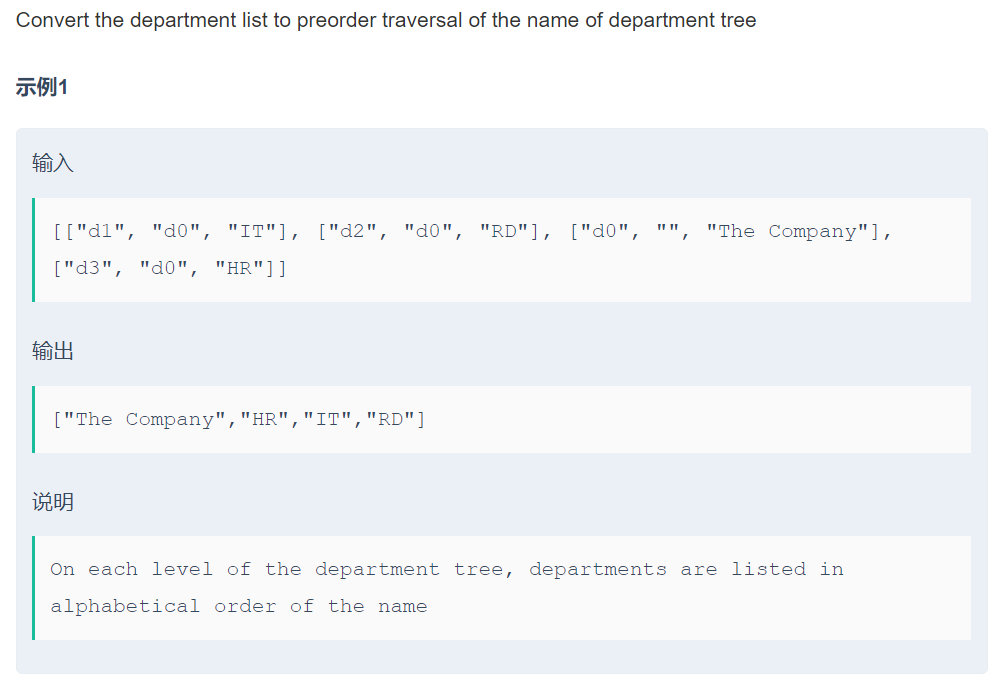 Convert the department list to preorder traversal of the name of department tree
示例1
输入
[["d1", "d0", "IT"], ["d2", "d0", "RD"], ["d0", "", "The Company"],
["d3", "d0", "HR"]]
输出
["The Company","HR","IT","RD"]
说明
On each level of the department tree, departments are listed in
alphabetical order of the name